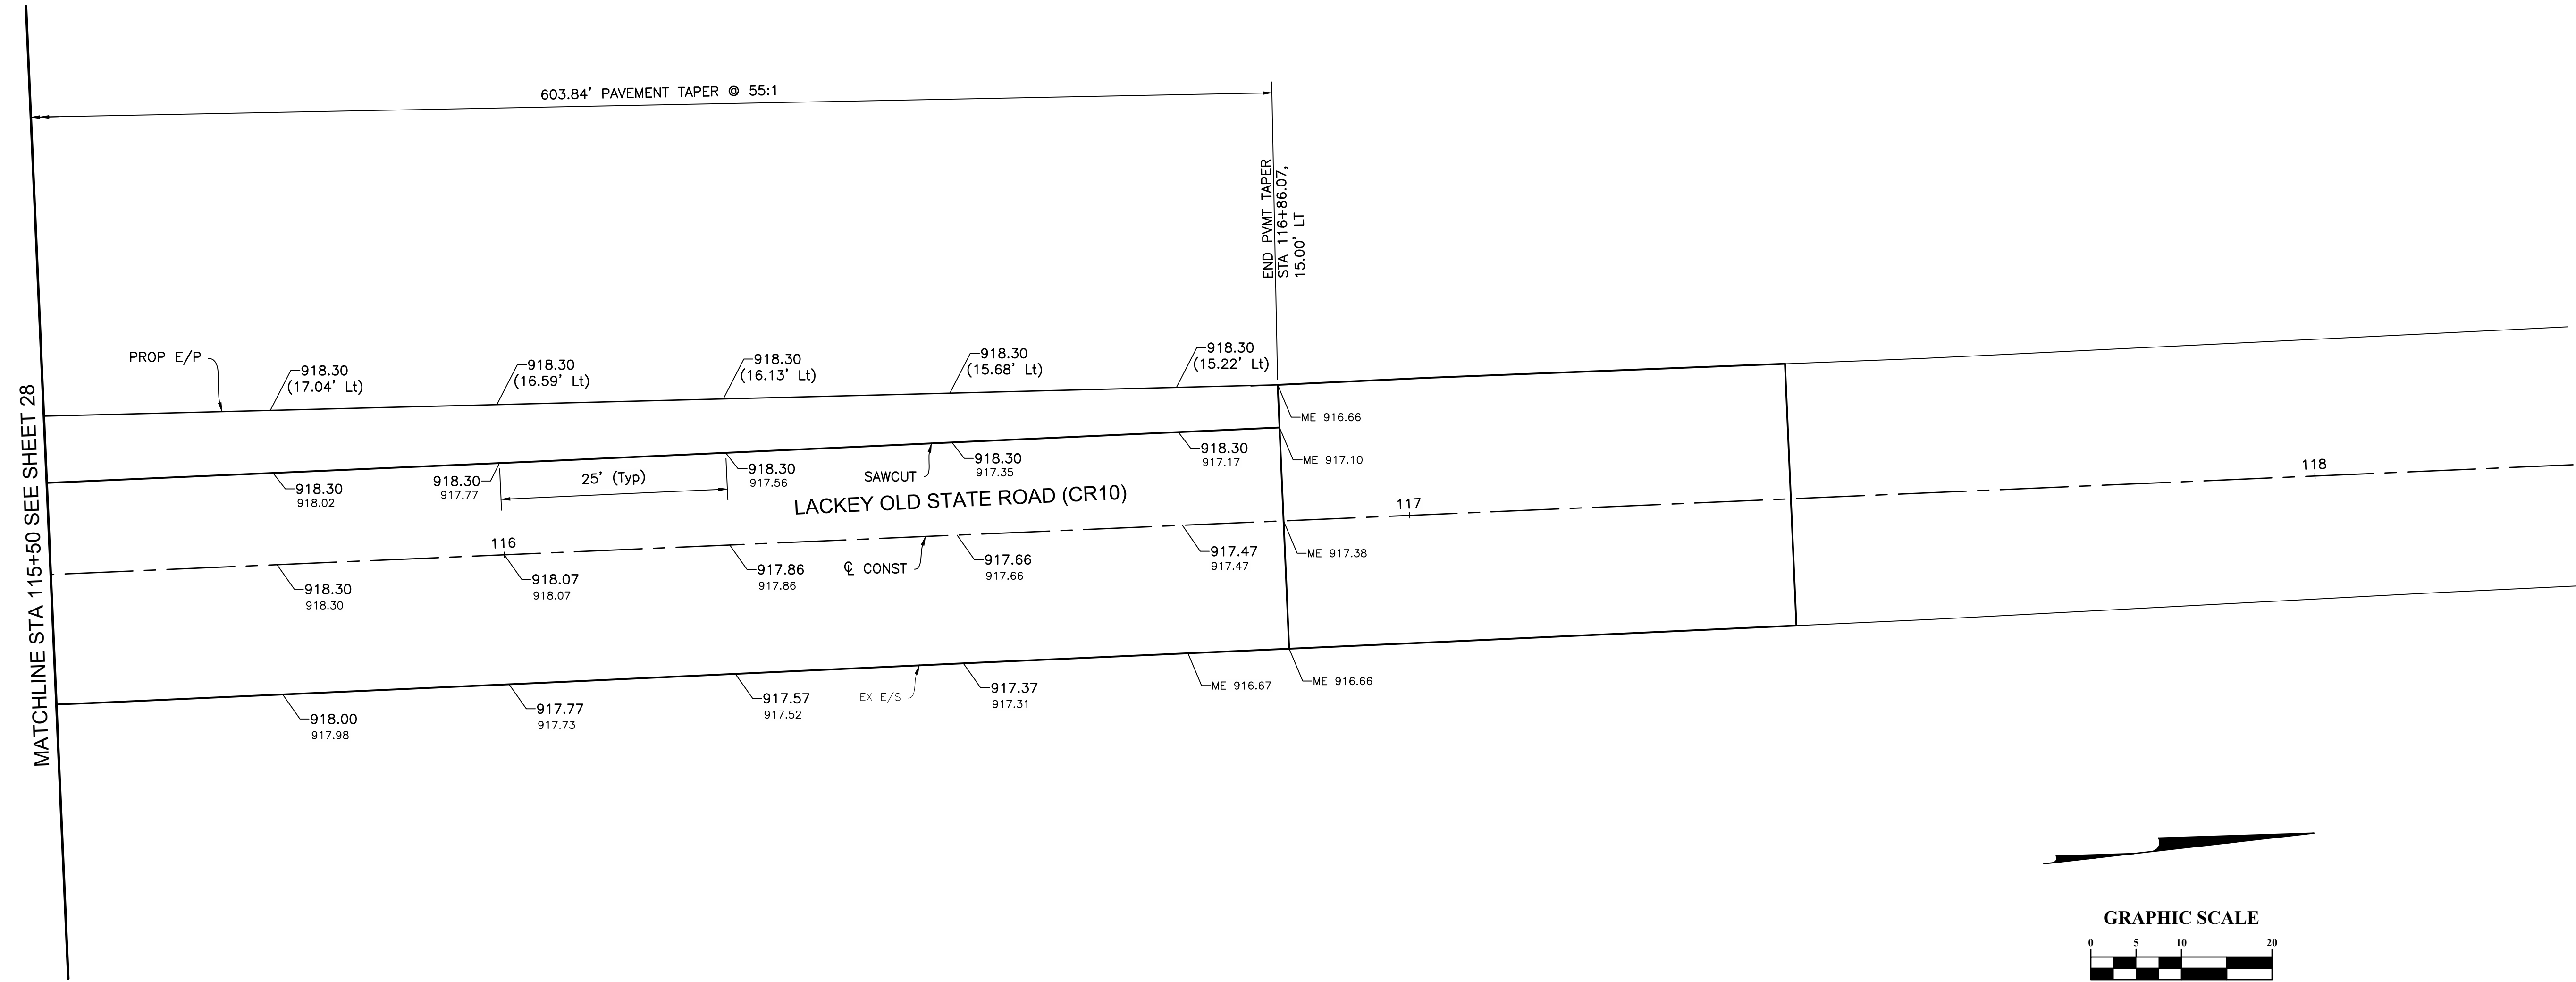 603.84' PAVEMENT TAPER @ 55:1
END PVMT TAPER
STA 116+86.07,
15.00' LT
MATCHLINE STA 115+50 SEE SHEET 28
PROP E/P
918.30
(17.04' Lt)
918.30
(16.59' Lt)
918.30
(16.13' Lt)
918.30
(15.68' Lt)
918.30
(15.22' Lt)
ME 916.66
918.30
918.02
918.30
917.77
25' (Typ)
918.30
917.56
SAWCUT
918.30
917.35
918.30
917.17
ME 917.10
LACKEY OLD STATE ROAD (CR10)
116
117
118
918.30
918.30
918.07
918.07
917.86
917.86
℄ CONST
917.66
917.66
917.47
917.47
ME 917.38
918.00
917.98
917.77
917.73
917.57
917.52
EX E/S
917.37
917.31
ME 916.67
ME 916.66
GRAPHIC SCALE
0 5 10 20